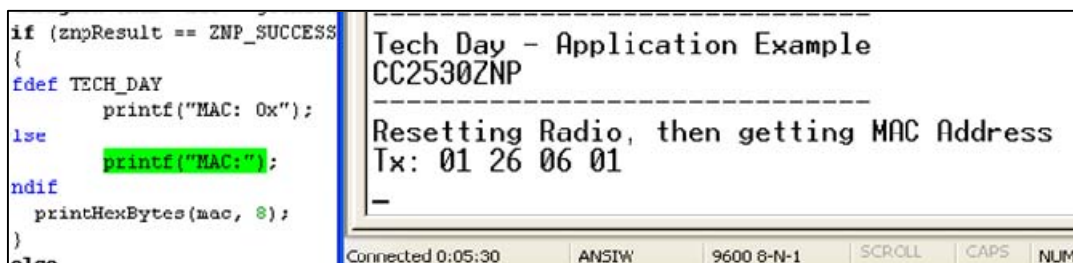 if (znpResult == ZNP_SUCCESS
{
fdef TECH_DAY
printf("MAC: 0x");
lse
printf("MAC:");
ndif
printHexBytes(mac, 8);
}
else
--------------------------------
Tech Day - Application Example
CC2530ZNP
--------------------------------
Resetting Radio, then getting MAC Address
Tx: 01 26 06 01
_
Connected 0:05:30 ANSIW 9600 8-N-1 SCROLL CAPS NUM